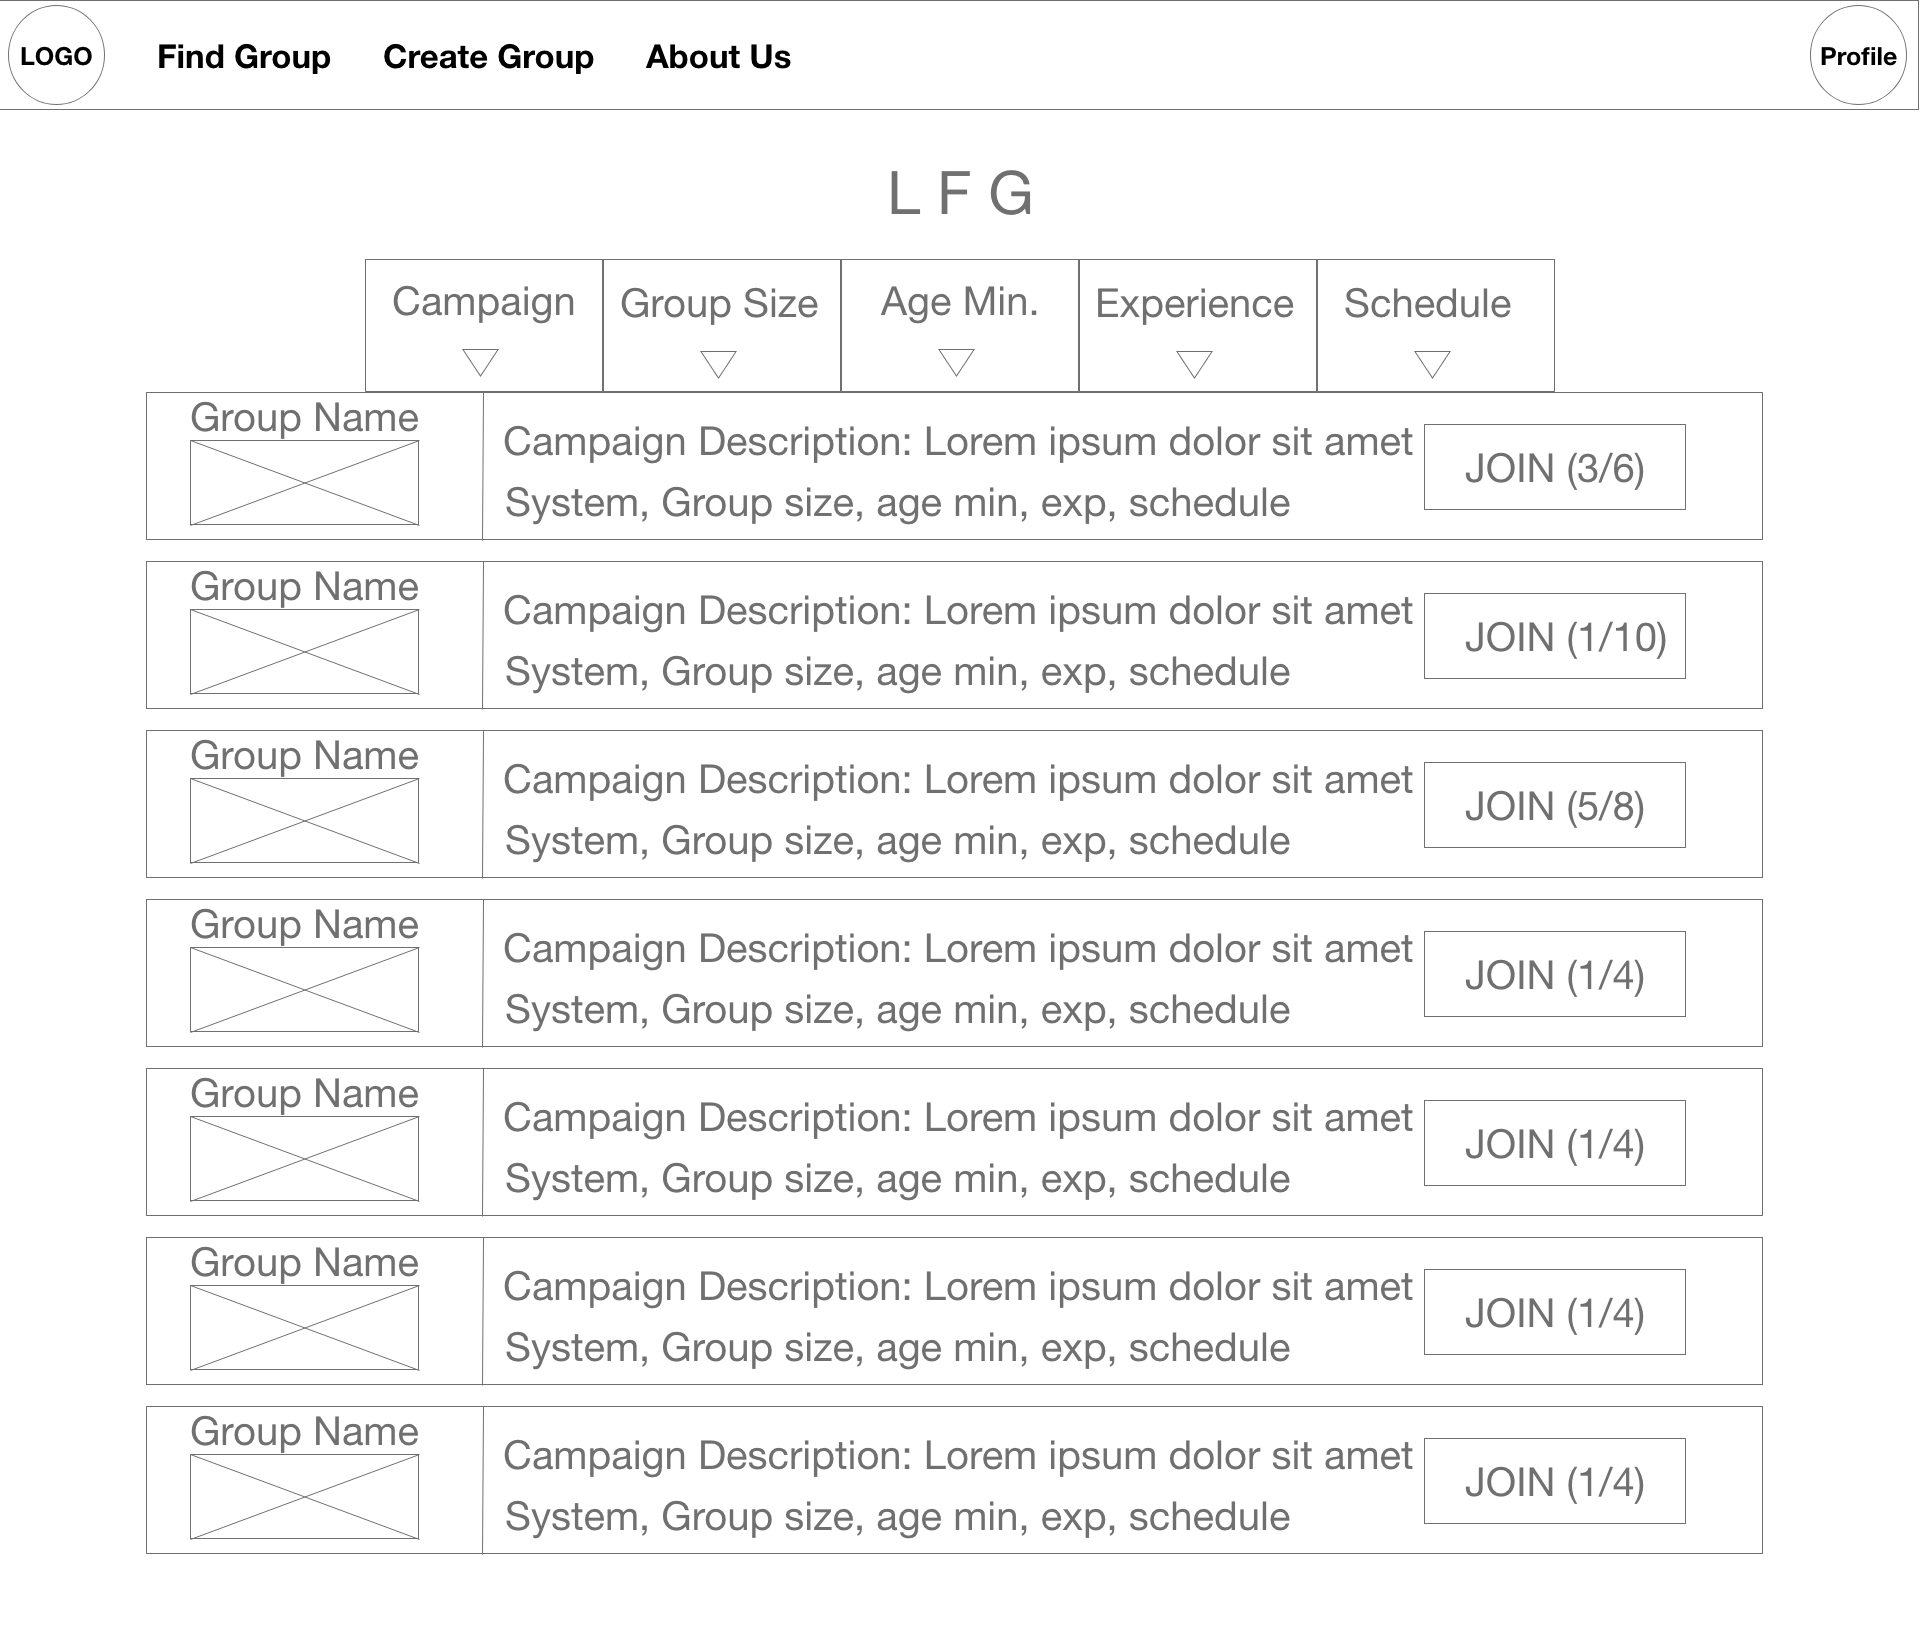 LOGO Find Group Create Group About Us Profile
L F G
Campaign Group Size Age Min. Experience Schedule
Group Name
Campaign Description: Lorem ipsum dolor sit amet
System, Group size, age min, exp, schedule
JOIN (3/6)
Group Name
Campaign Description: Lorem ipsum dolor sit amet
System, Group size, age min, exp, schedule
JOIN (1/10)
Group Name
Campaign Description: Lorem ipsum dolor sit amet
System, Group size, age min, exp, schedule
JOIN (5/8)
Group Name
Campaign Description: Lorem ipsum dolor sit amet
System, Group size, age min, exp, schedule
JOIN (1/4)
Group Name
Campaign Description: Lorem ipsum dolor sit amet
System, Group size, age min, exp, schedule
JOIN (1/4)
Group Name
Campaign Description: Lorem ipsum dolor sit amet
System, Group size, age min, exp, schedule
JOIN (1/4)
Group Name
Campaign Description: Lorem ipsum dolor sit amet
System, Group size, age min, exp, schedule
JOIN (1/4)